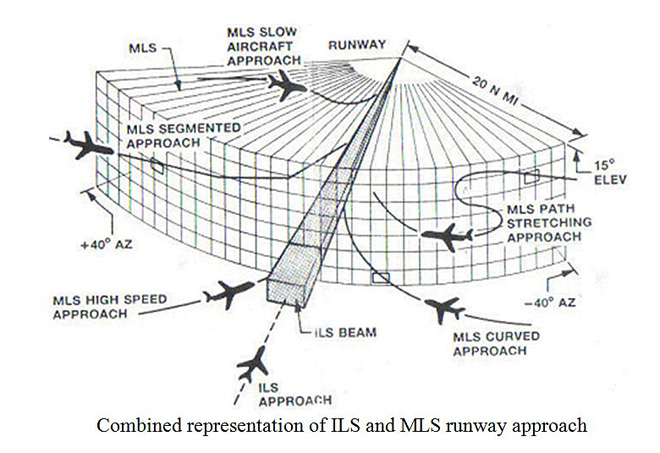 MLS SLOW
AIRCRAFT
APPROACH
RUNWAY
MLS
20 N MI
MLS SEGMENTED
APPROACH
15°
ELEV
MLS PATH
STRETCHING
APPROACH
+40° AZ
-40° AZ
MLS HIGH SPEED
APPROACH
ILS BEAM
MLS CURVED
APPROACH
ILS
APPROACH
Combined representation of ILS and MLS runway approach